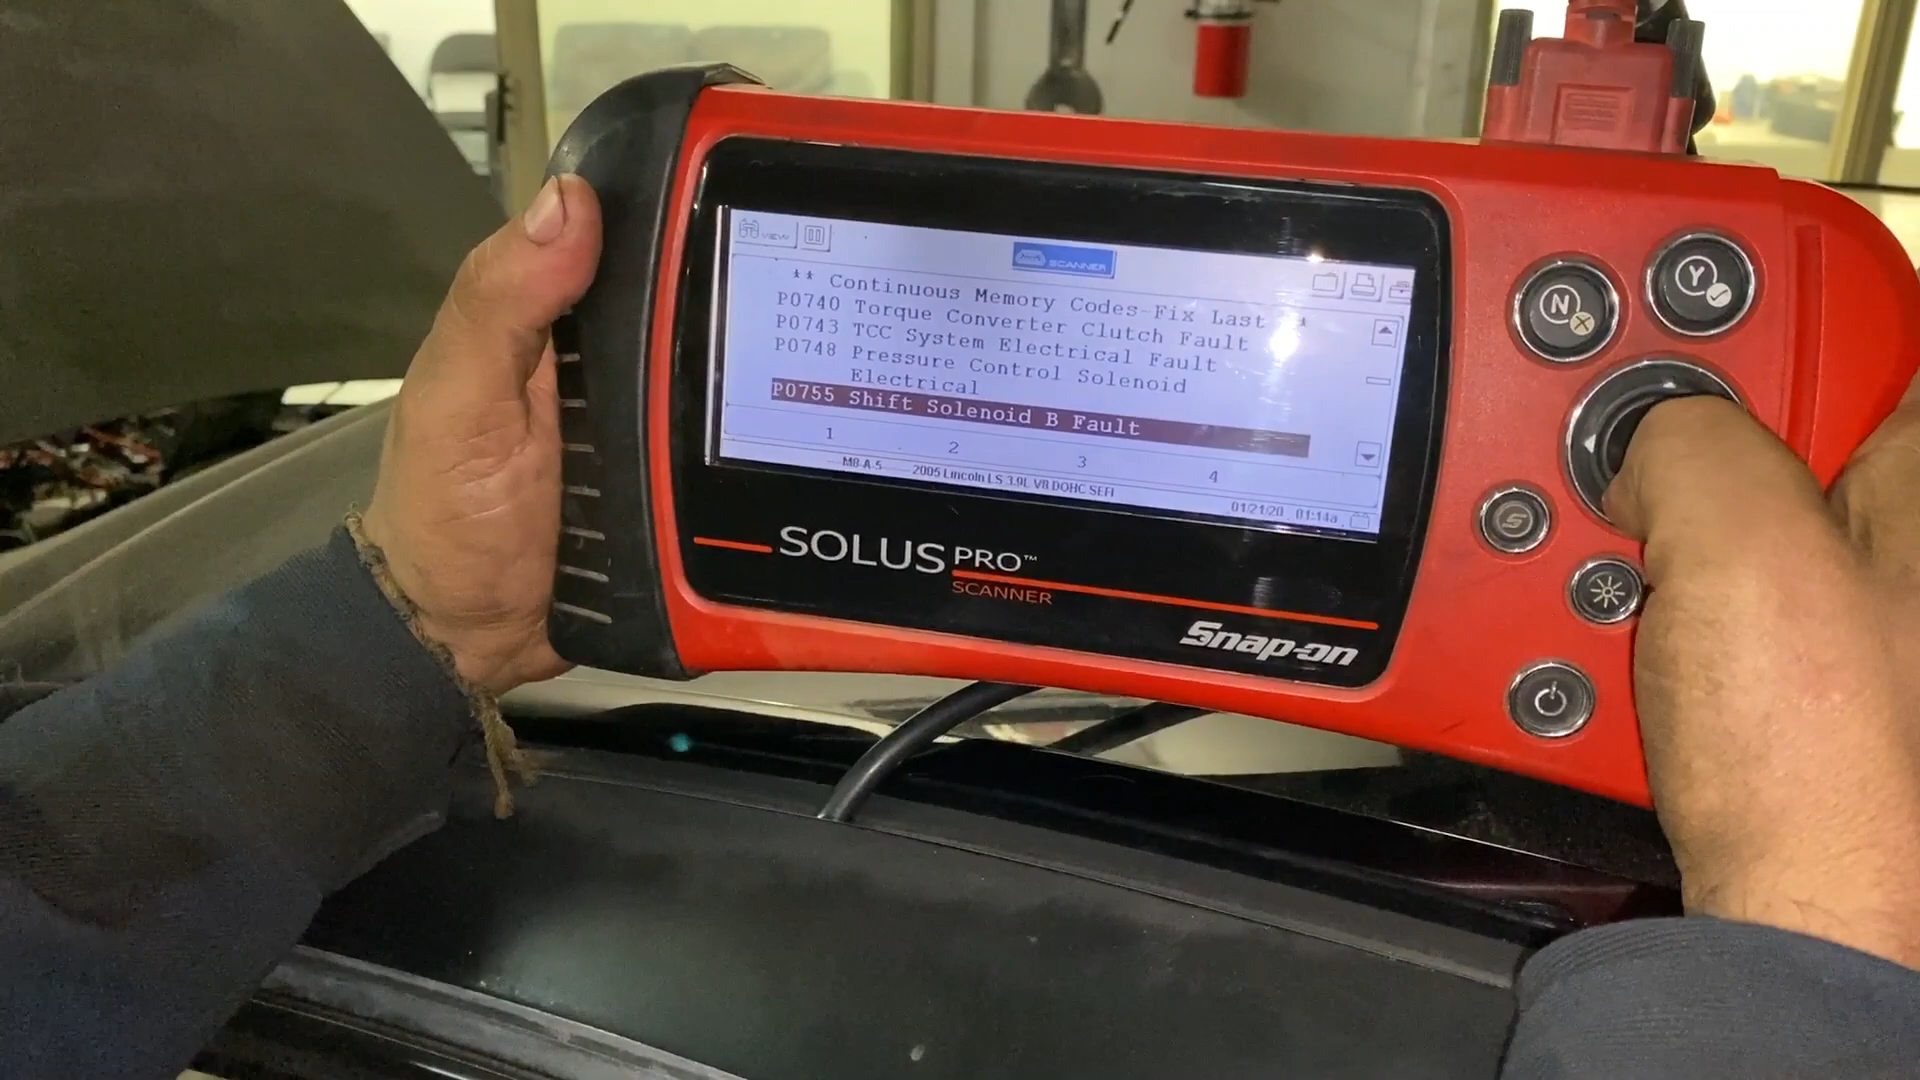 VIEW
SCANNER
** Continuous Memory Codes-Fix Last **
P0740 Torque Converter Clutch Fault
P0743 TCC System Electrical Fault
P0748 Pressure Control Solenoid
Electrical
P0755 Shift Solenoid B Fault
1 2 3 4
M8-A-5 2005 Lincoln LS 3.9L V8 DOHC SEFI 01/21/20 01:14a
SOLUS PRO™
SCANNER
Snap-on
N
Y
S